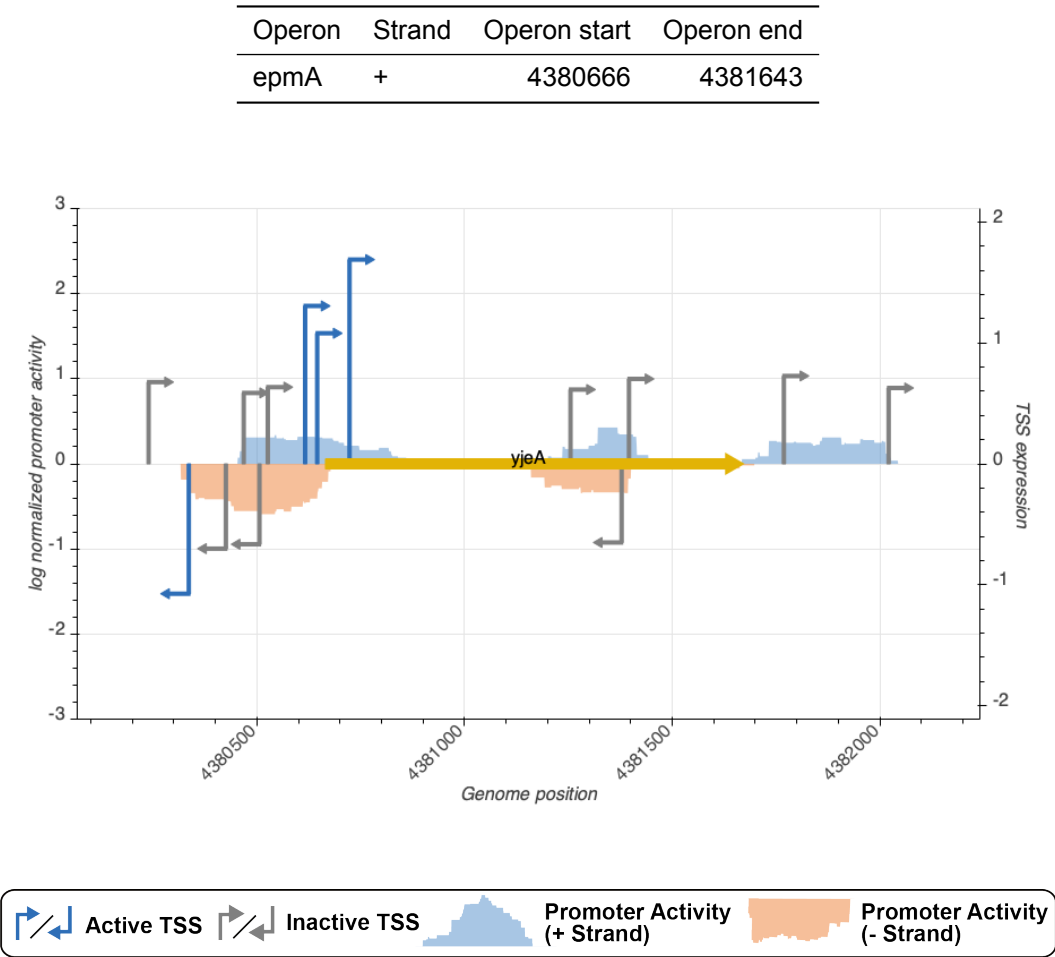 Operon Strand Operon start Operon end
epmA + 4380666 4381643
3
2
1
0
-1
-2
-3
log normalized promoter activity
2
1
0
-1
-2
TSS expression
yjeA
4380500
4381000
4381500
4382000
Genome position
Active TSS
Inactive TSS
Promoter Activity
(+ Strand)
Promoter Activity
(- Strand)